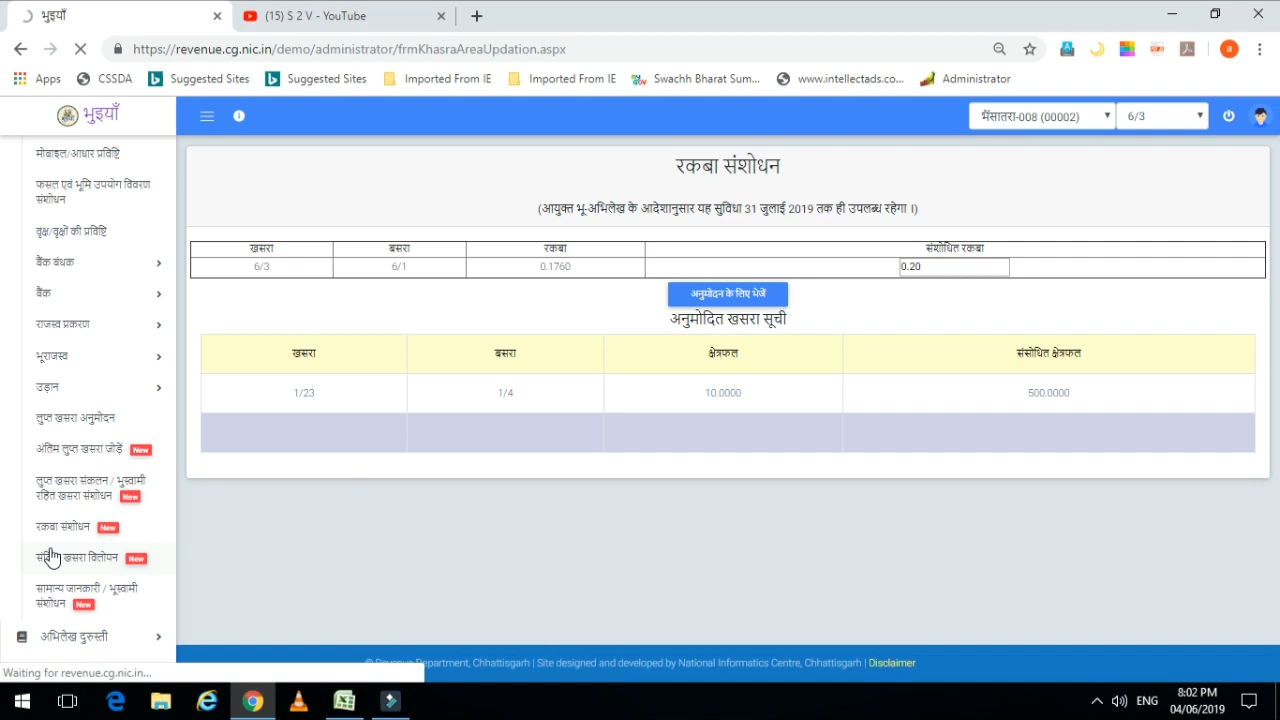 भुइयाँ
(15) S 2 V - YouTube
https://revenue.cg.nic.in/demo/administrator/frmKhasraAreaUpdation.aspx
a
Apps
CSSDA
Suggested Sites
Suggested Sites
Imported From IE
Imported From IE
Swachh Bharat Sum...
www.intellectads.co...
Administrator
भुइयाँ
भैंसातरा-008 (00002)
6/3
मोबाइल/आधार प्रविष्टि
फसल एवं भूमि उपयोग विवरण
संशोधन
वृक्ष/वृक्षों की प्रविष्टि
बैंक बंधक
बैंक
राजस्व प्रकरण
भूराजस्व
उड़ान
लुप्त खसरा अनुमोदन
अंतिम लुप्त खसरा जोड़ें New
लुप्त खसरा संकलन / भूस्वामी
रहित खसरा संशोधन New
रकबा संशोधन New
खसरा विलोपन New
सामान्य जानकारी / भूस्वामी
संशोधन New
अभिलेख दुरुस्ती
रकबा संशोधन
(आयुक्त भू-अभिलेख के आदेशानुसार यह सुविधा 31 जुलाई 2019 तक ही उपलब्ध रहेगा ।)
खसरा बसरा रकबा संशोधित रकबा
6/3 6/1 0.1760 0.20
अनुमोदन के लिए भेजें
अनुमोदित खसरा सूची
खसरा बसरा क्षेत्रफल संसोधित क्षेत्रफल
1/23 1/4 10.0000 500.0000
© Revenue Department, Chhattisgarh | Site designed and developed by National Informatics Centre, Chhattisgarh | Disclaimer
Waiting for revenue.cg.nic.in...
ENG
8:02 PM
04/06/2019